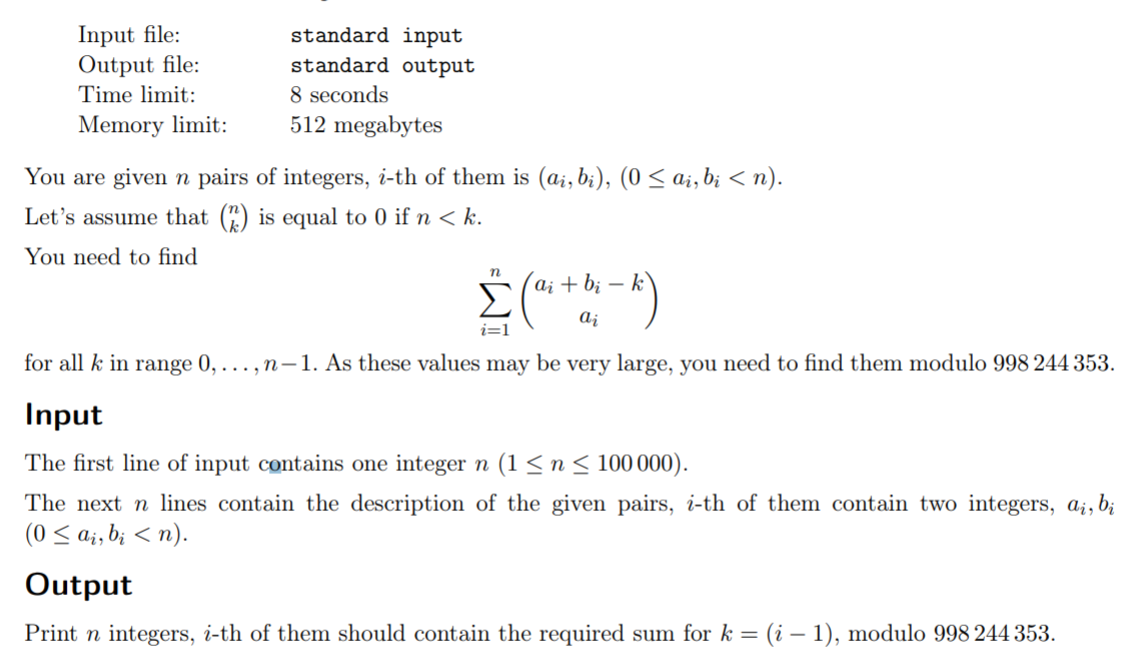 Input file: standard input
Output file: standard output
Time limit: 8 seconds
Memory limit: 512 megabytes
You are given n pairs of integers, i-th of them is (a_i, b_i), (0 ≤ a_i, b_i < n).
Let's assume that \binom{n}{k} is equal to 0 if n < k.
You need to find
\sum_{i=1}^{n} \binom{a_i + b_i - k}{a_i}
for all k in range 0, . . . , n−1. As these values may be very large, you need to find them modulo 998 244 353.
Input
The first line of input contains one integer n (1 ≤ n ≤ 100 000).
The next n lines contain the description of the given pairs, i-th of them contain two integers, a_i, b_i
(0 ≤ a_i, b_i < n).
Output
Print n integers, i-th of them should contain the required sum for k = (i − 1), modulo 998 244 353.